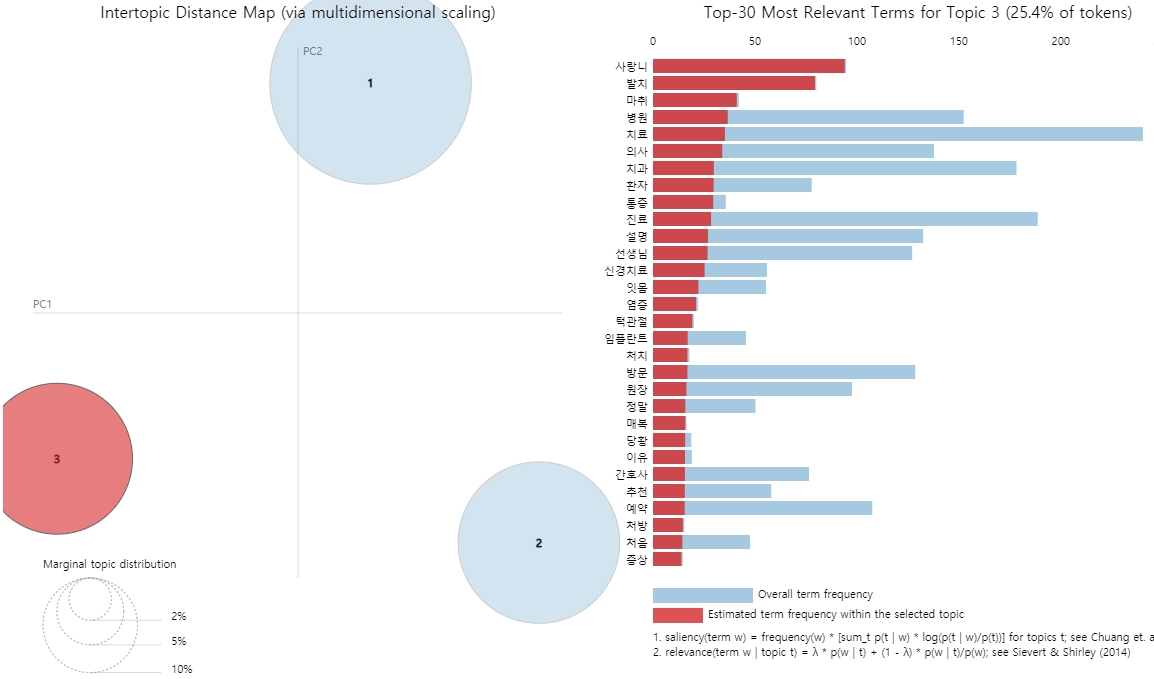 Intertopic Distance Map (via multidimensional scaling)
PC2
1
PC1
3
2
Marginal topic distribution
2%
5%
10%
Top-30 Most Relevant Terms for Topic 3 (25.4% of tokens)
0 50 100 150 200
사랑니
발치
마취
병원
치료
의사
치과
환자
통증
진료
설명
선생님
신경치료
잇몸
염증
턱관절
임플란트
처치
방문
원장
정말
매복
당황
이유
간호사
추천
예약
처방
처음
증상
Overall term frequency
Estimated term frequency within the selected topic
1. saliency(term w) = frequency(w) * [sum_t p(t | w) * log(p(t | w)/p(t))] for topics t; see Chuang et. a
2. relevance(term w | topic t) = λ * p(w | t) + (1 - λ) * p(w | t)/p(w); see Sievert & Shirley (2014)